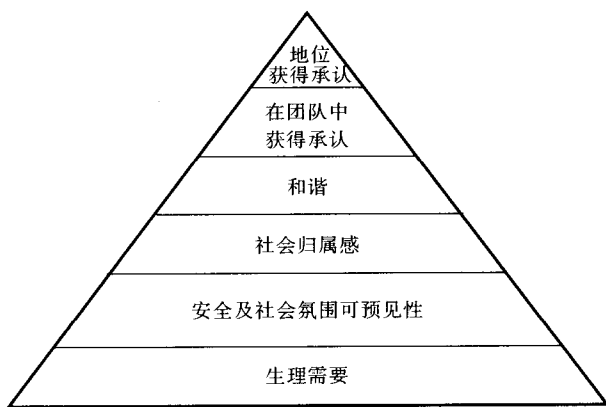 地位
获得承认
在团队中
获得承认
和谐
社会归属感
安全及社会氛围可预见性
生理需要